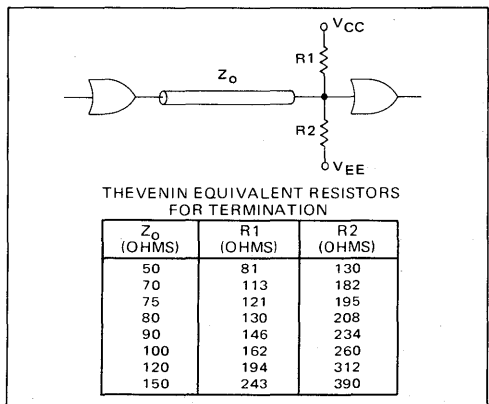 VCC
R1
Zo
R2
VEE
THEVENIN EQUIVALENT RESISTORS
FOR TERMINATION
Zo R1 R2
(OHMS) (OHMS) (OHMS)
50 81 130
70 113 182
75 121 195
80 130 208
90 146 234
100 162 260
120 194 312
150 243 390